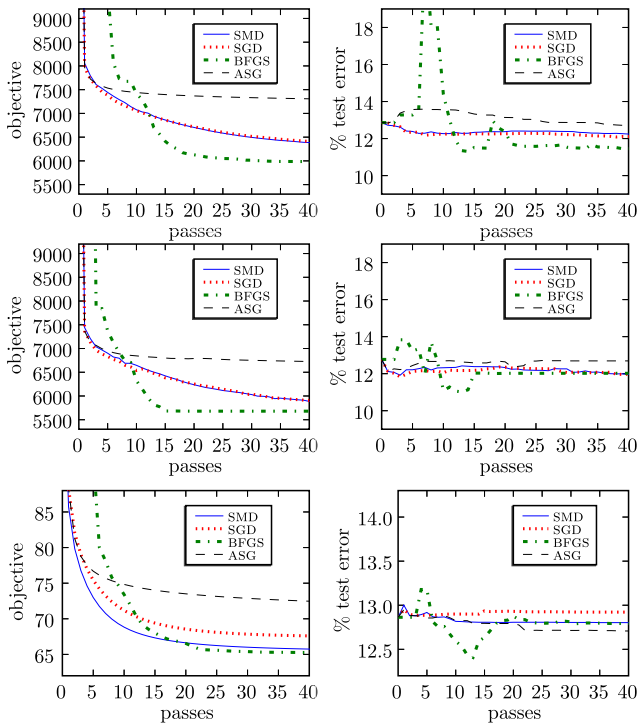 9000
8500
8000
7500
7000
6500
6000
5500
objective
SMD
SGD
BFGS
ASG
0 5 10 15 20 25 30 35 40
passes
18
16
14
12
10
% test error
SMD
SGD
BFGS
ASG
0 5 10 15 20 25 30 35 40
passes
9000
8500
8000
7500
7000
6500
6000
5500
objective
SMD
SGD
BFGS
ASG
0 5 10 15 20 25 30 35 40
passes
18
16
14
12
10
% test error
SMD
SGD
BFGS
ASG
0 5 10 15 20 25 30 35 40
passes
85
80
75
70
65
objective
SMD
SGD
BFGS
ASG
0 5 10 15 20 25 30 35 40
passes
14.0
13.5
13.0
12.5
% test error
SMD
SGD
BFGS
ASG
0 5 10 15 20 25 30 35 40
passes